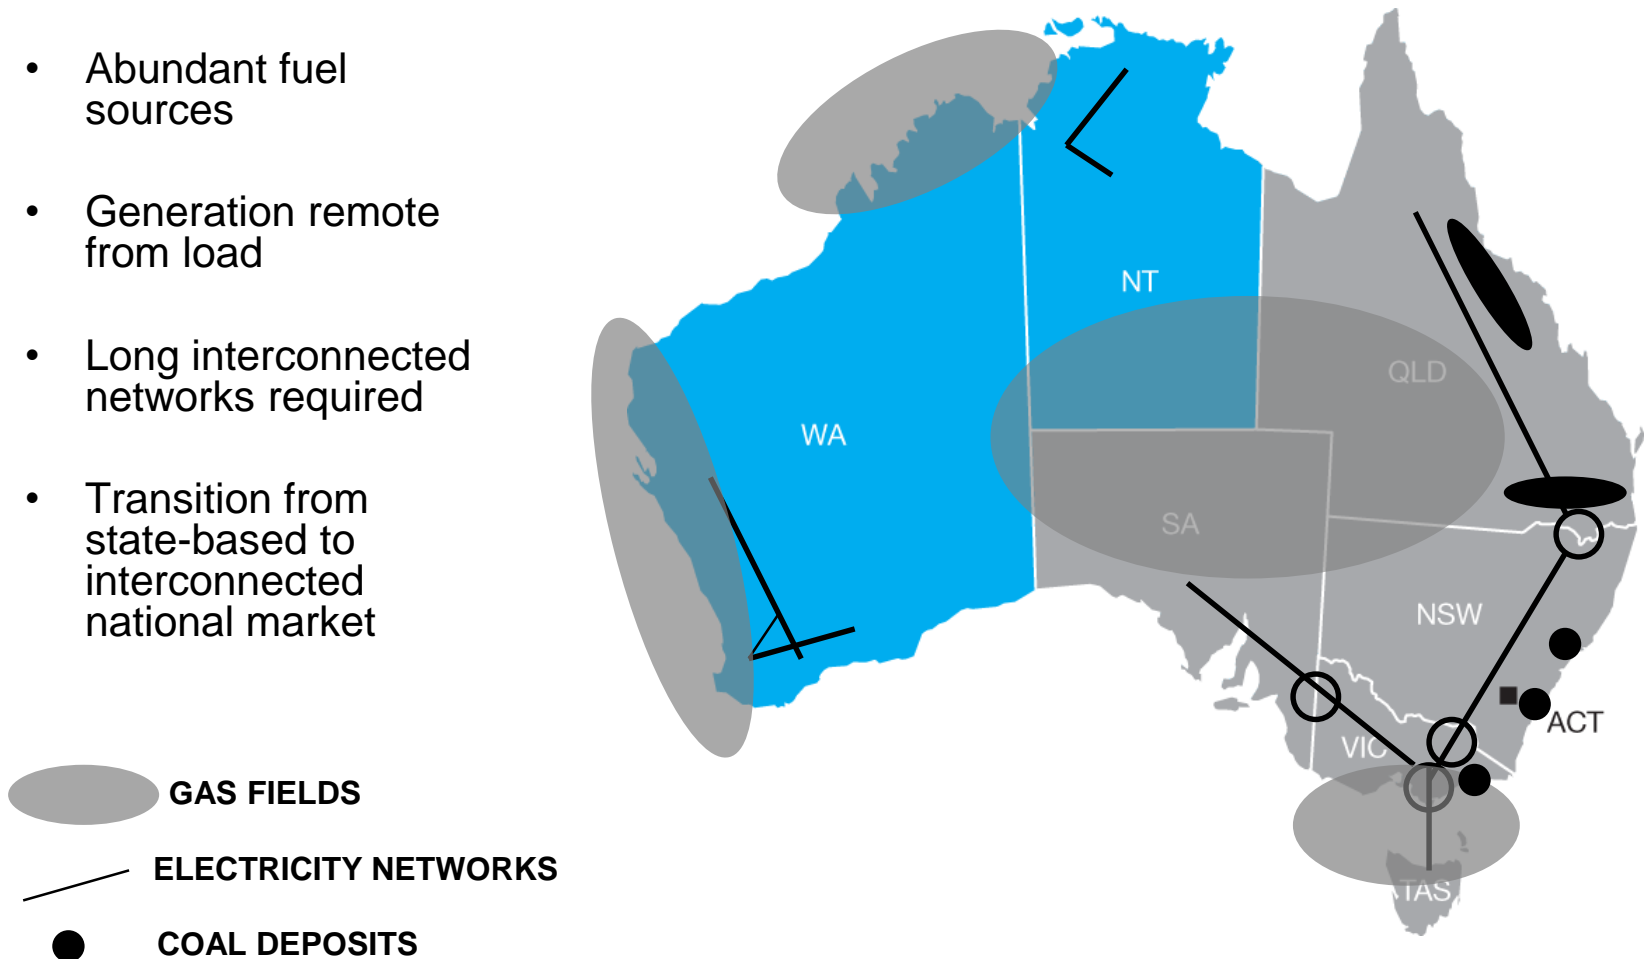 • Abundant fuel
sources
• Generation remote
from load
• Long interconnected
networks required
• Transition from
state-based to
interconnected
national market
GAS FIELDS
ELECTRICITY NETWORKS
COAL DEPOSITS
NT
QLD
WA
SA
NSW
ACT
VIC
TAS